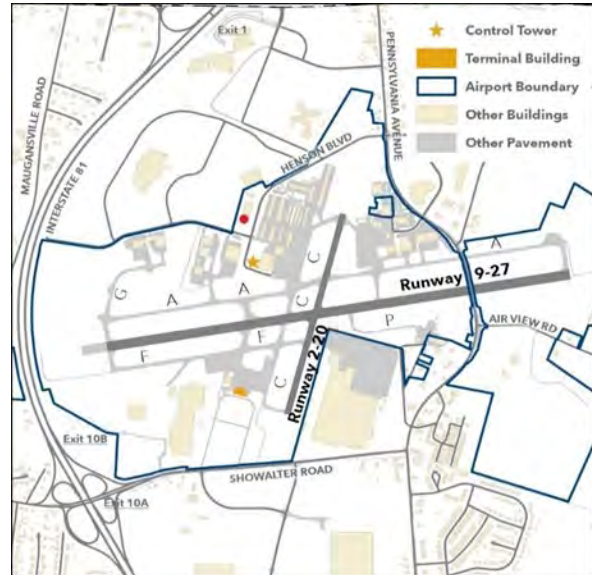 Exit 1
Control Tower
Terminal Building
Airport Boundary
Other Buildings
Other Pavement
PENNSYLVANIA AVENUE
MAUGANSVILLE ROAD
INTERSTATE 81
HENSON BLVD
A
C
G
A
A
C
Runway 9-27
F
F
P
AIR VIEW RD
C
Runway 2-20
Exit 10B
SHOWALTER ROAD
Exit 10A